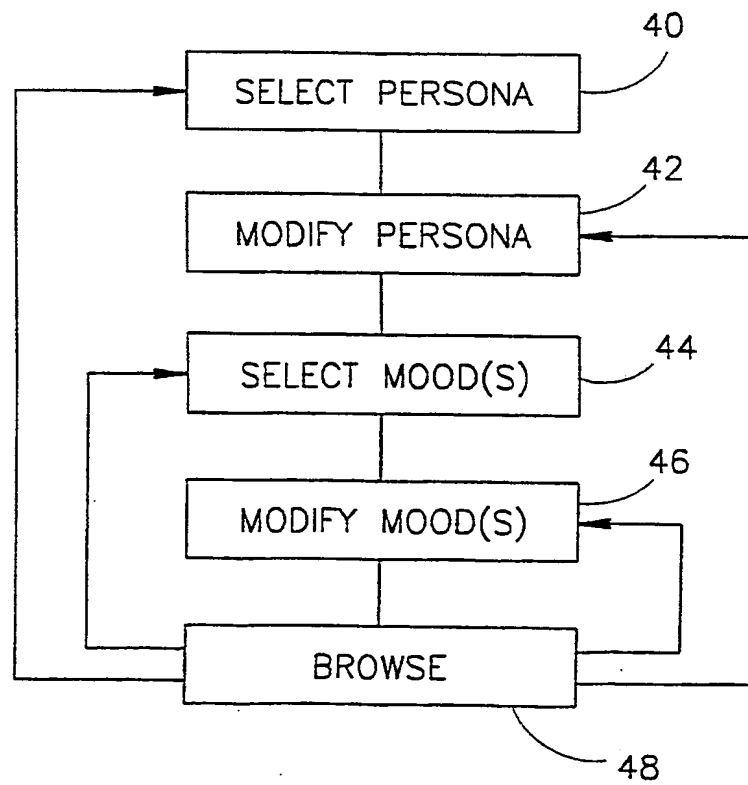 40
SELECT PERSONA
42
MODIFY PERSONA
44
SELECT MOOD(S)
46
MODIFY MOOD(S)
BROWSE
48